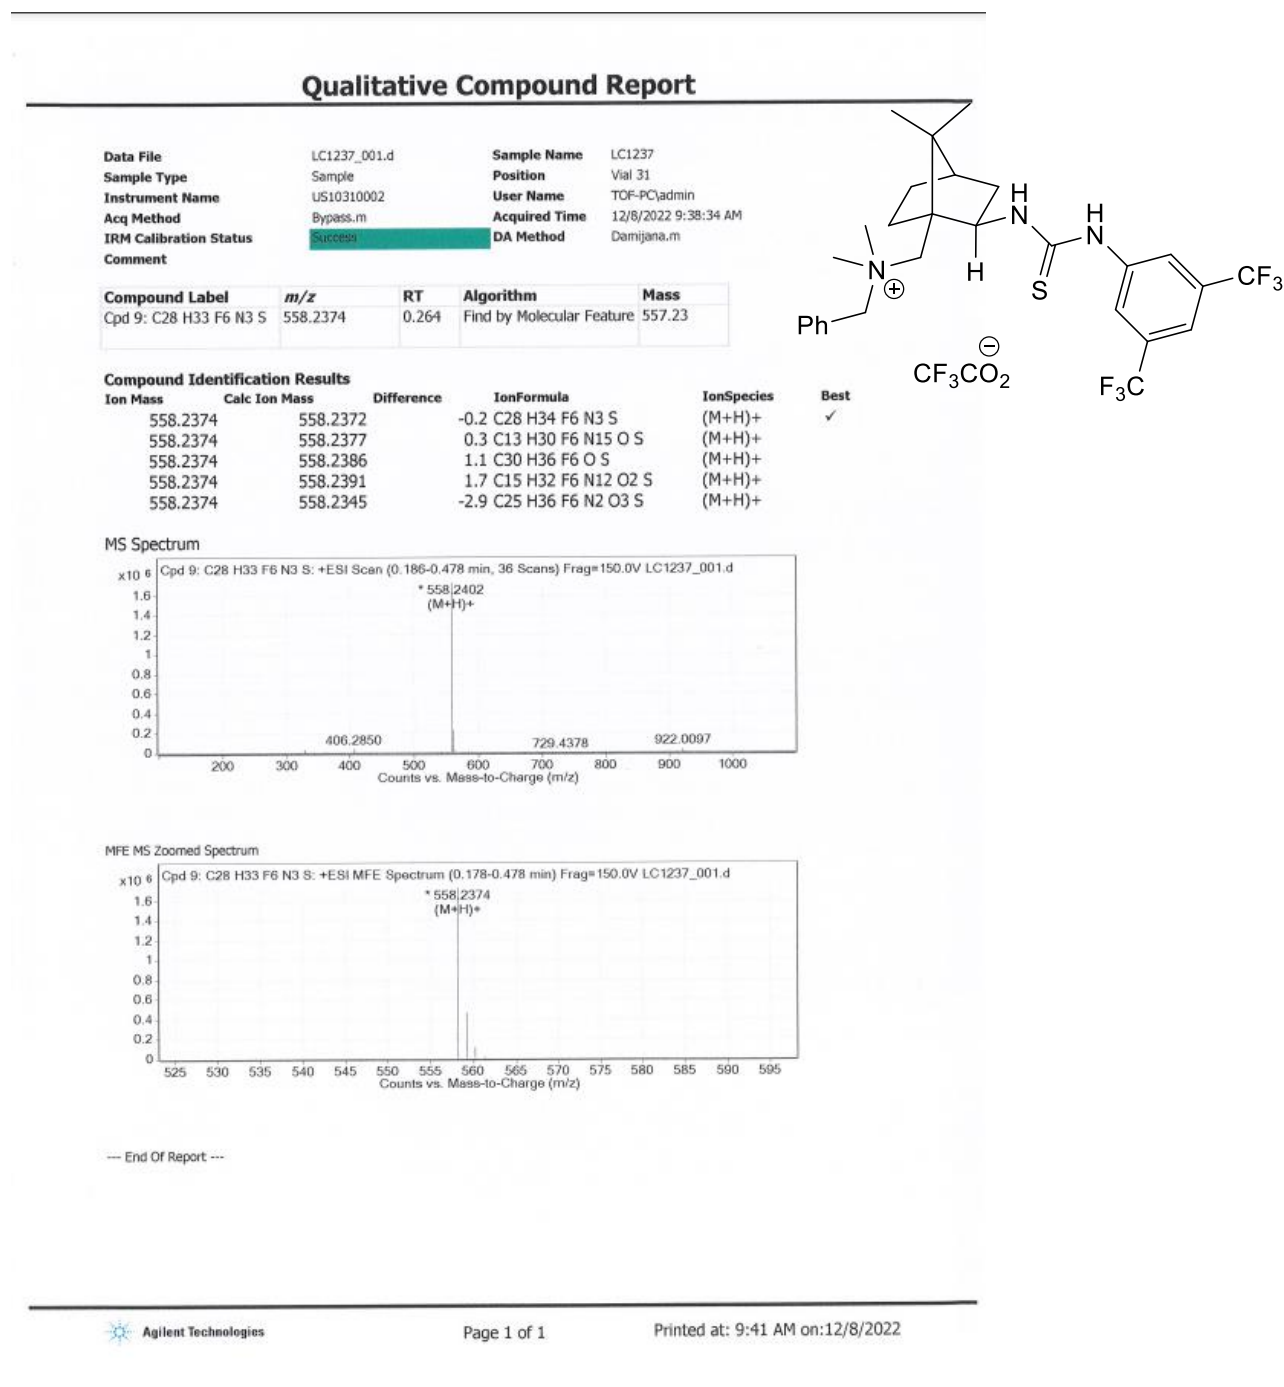 Qualitative Compound Report
Data File LC1237_001.d Sample Name LC1237
Sample Type Sample Position Vial 31
Instrument Name US10310002 User Name TOF-PC\admin
Acq Method Bypass.m Acquired Time 12/8/2022 9:38:34 AM
IRM Calibration Status Success DA Method Damijana.m
Comment
Compound Label m/z RT Algorithm Mass
Cpd 9: C28 H33 F6 N3 S 558.2374 0.264 Find by Molecular Feature 557.23
H
N
H
N
H
S
N
⊕
Ph
CF3
F3C
⊖
CF3CO2
Compound Identification Results
Ion Mass Calc Ion Mass Difference IonFormula IonSpecies Best
558.2374 558.2372 -0.2 C28 H34 F6 N3 S (M+H)+ ✓
558.2374 558.2377 0.3 C13 H30 F6 N15 O S (M+H)+
558.2374 558.2386 1.1 C30 H36 F6 O S (M+H)+
558.2374 558.2391 1.7 C15 H32 F6 N12 O2 S (M+H)+
558.2374 558.2345 -2.9 C25 H36 F6 N2 O3 S (M+H)+
MS Spectrum
x10 6 Cpd 9: C28 H33 F6 N3 S: +ESI Scan (0.186-0.478 min, 36 Scans) Frag=150.0V LC1237_001.d
* 558.2402
(M+H)+
1.6
1.4
1.2
1
0.8
0.6
0.4
0.2
0
406.2850 729.4378 922.0097
200 300 400 500 600 700 800 900 1000
Counts vs. Mass-to-Charge (m/z)
MFE MS Zoomed Spectrum
x10 6 Cpd 9: C28 H33 F6 N3 S: +ESI MFE Spectrum (0.178-0.478 min) Frag=150.0V LC1237_001.d
* 558.2374
(M+H)+
1.6
1.4
1.2
1
0.8
0.6
0.4
0.2
0
525 530 535 540 545 550 555 560 565 570 575 580 585 590 595
Counts vs. Mass-to-Charge (m/z)
--- End Of Report ---
Agilent Technologies Page 1 of 1 Printed at: 9:41 AM on:12/8/2022